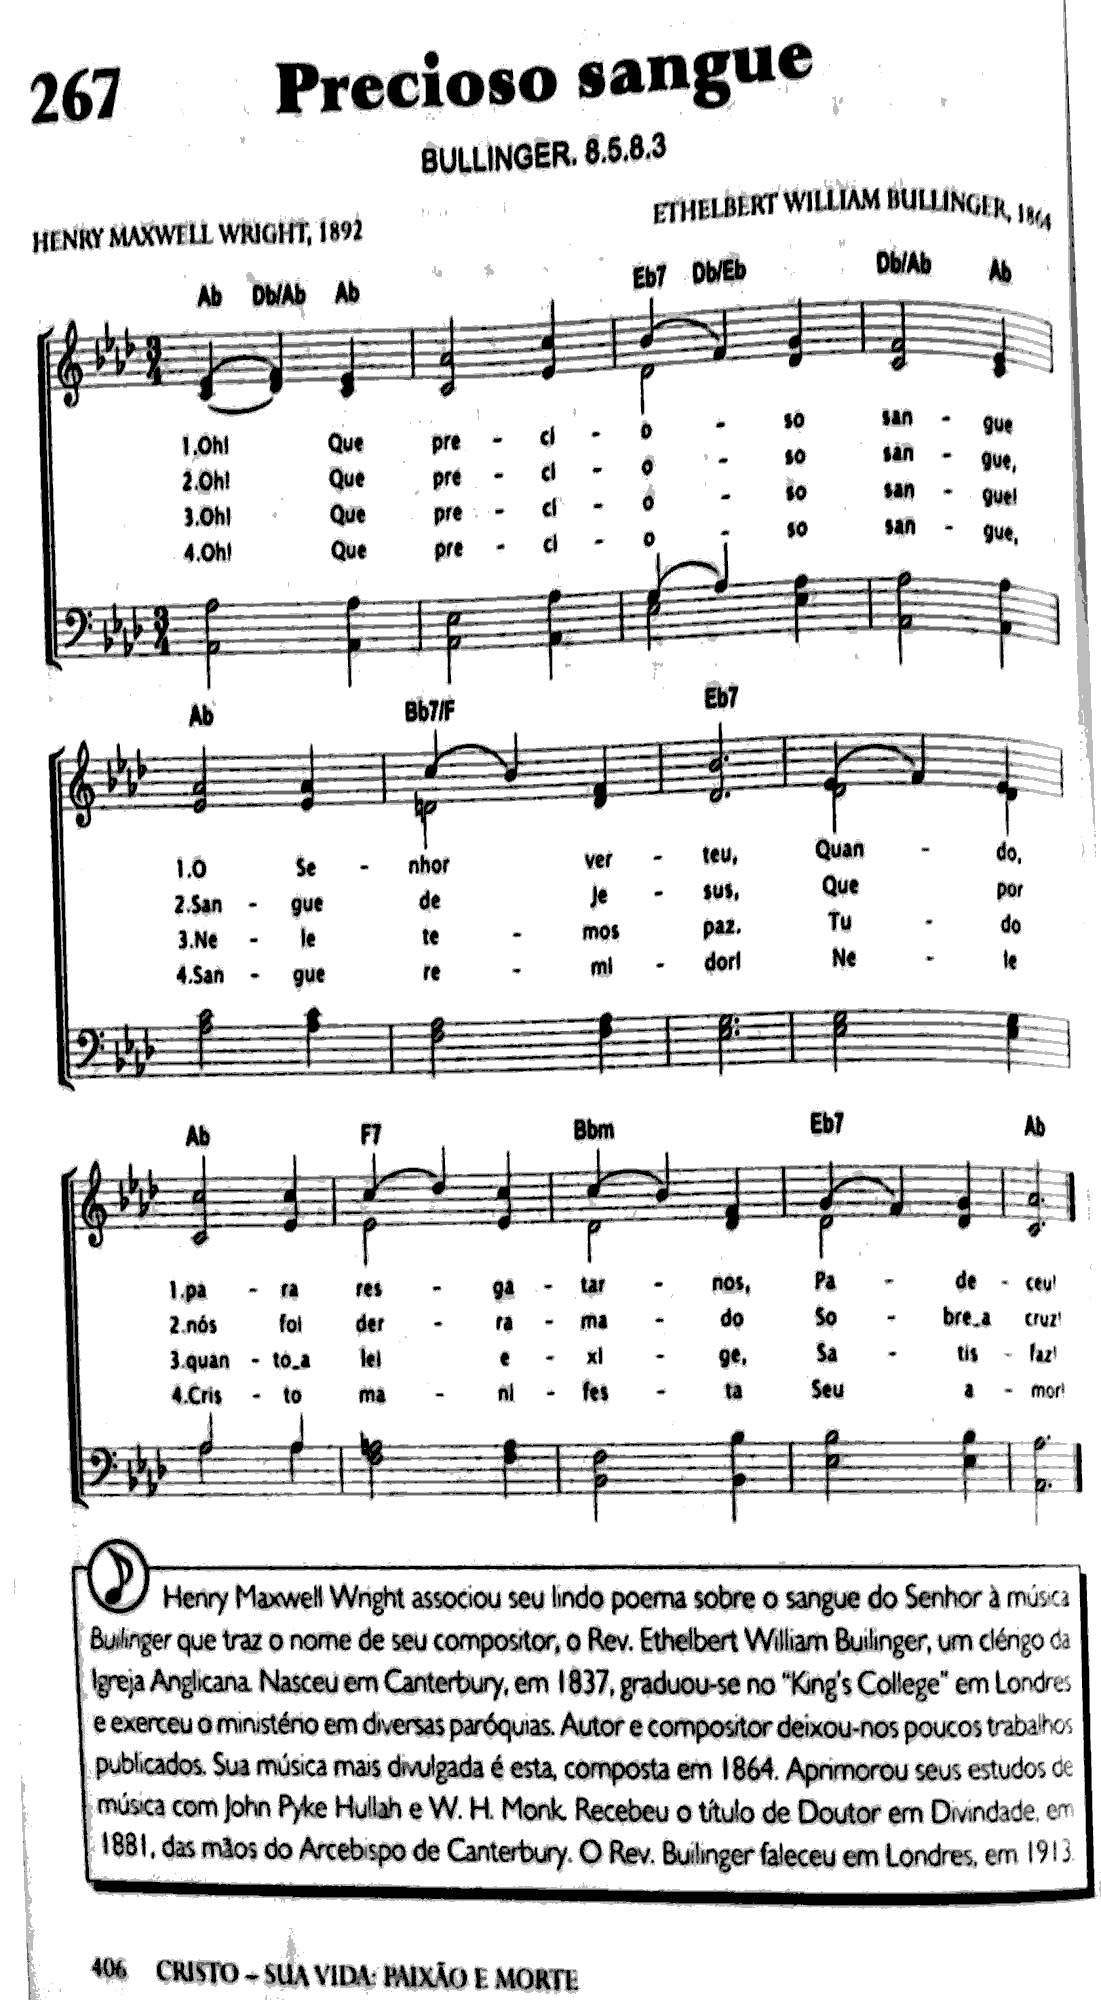 267 Precioso sangue
BULLINGER. 8.5.8.3
HENRY MAXWELL WRIGHT, 1892 ETHELBERT WILLIAM BULLINGER, 1864
Ab Db/Ab Ab Eb7 Db/Eb Db/Ab Ab
3 4
1.Oh! Que pre - ci - o - so san - gue
2.Oh! Que pre - ci - o - so san - gue,
3.Oh! Que pre - ci - o - so san - gue!
4.Oh! Que pre - ci - o - so san - gue,
3 4
Ab Bb7/F Eb7
1.O Se - nhor ver - teu, Quan - do,
2.San - gue de Je - sus, Que por
3.Ne - le te - mos paz. Tu - do
4.San - gue re - mi - dor! Ne - le
Ab F7 Bbm Eb7 Ab
1.pa - ra res - ga - tar - nos, Pa - de - ceu!
2.nós foi der - ra - ma - do So - bre_a cruz!
3.quan - to_a lei e - xi - ge, Sa - tis - faz!
4.Cris - to ma - ni - fes - ta Seu a - mor!
Henry Maxwell Wright associou seu lindo poema sobre o sangue do Senhor à música
Builinger que traz o nome de seu compositor, o Rev. Ethelbert William Builinger, um clérigo da
Igreja Anglicana. Nasceu em Canterbury, em 1837, graduou-se no "King's College" em Londres
e exerceu o ministério em diversas paróquias. Autor e compositor deixou-nos poucos trabalhos
publicados. Sua música mais divulgada é esta, composta em 1864. Aprimorou seus estudos de
música com John Pyke Hullah e W. H. Monk. Recebeu o título de Doutor em Divindade, em
1881, das mãos do Arcebispo de Canterbury. O Rev. Builinger faleceu em Londres, em 1913.
406 CRISTO – SUA VIDA: PAIXÃO E MORTE